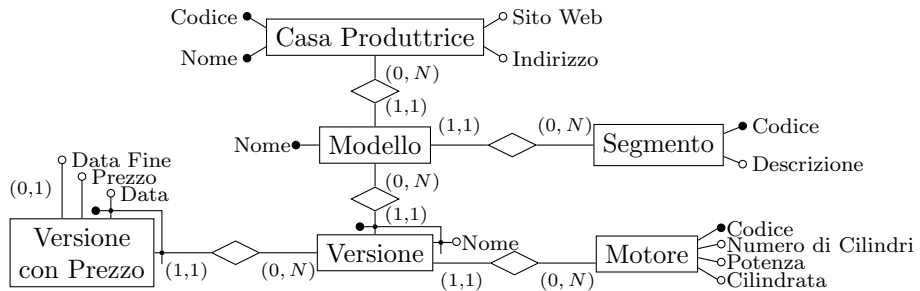 Codice
Sito Web
Casa Produttrice
Nome
Indirizzo
(0, N)
(1,1)
Nome
Modello
(1,1)
(0, N)
Segmento
Codice
Descrizione
(0, N)
(1,1)
Data Fine
Prezzo
Data
(0,1)
Versione
con Prezzo
(1,1)
(0, N)
Versione
Nome
(1,1)
(0, N)
Motore
Codice
Numero di Cilindri
Potenza
Cilindrata